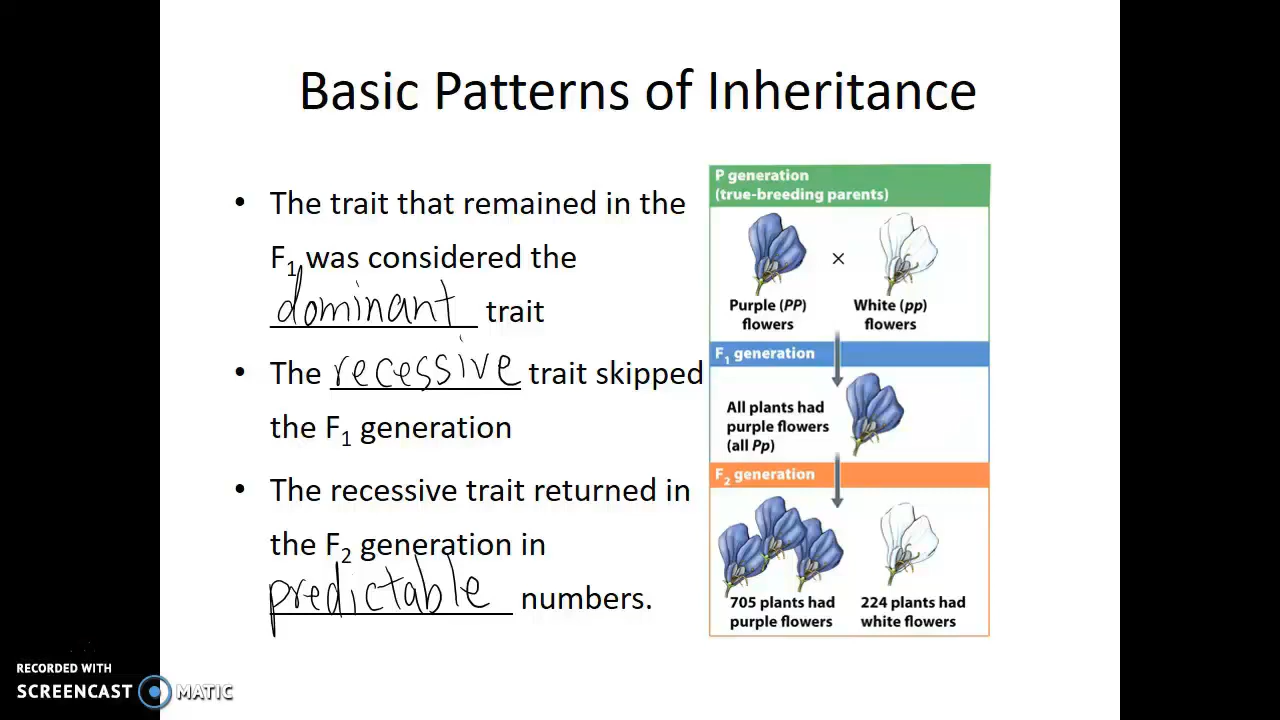 Basic Patterns of Inheritance
• The trait that remained in the
F1 was considered the
dominant trait
• The recessive trait skipped
the F1 generation
• The recessive trait returned in
the F2 generation in
predictable numbers.
P generation
(true-breeding parents)
×
Purple (PP)
flowers
White (pp)
flowers
F1 generation
All plants had
purple flowers
(all Pp)
F2 generation
705 plants had
purple flowers
224 plants had
white flowers
RECORDED WITH
SCREENCAST MATIC